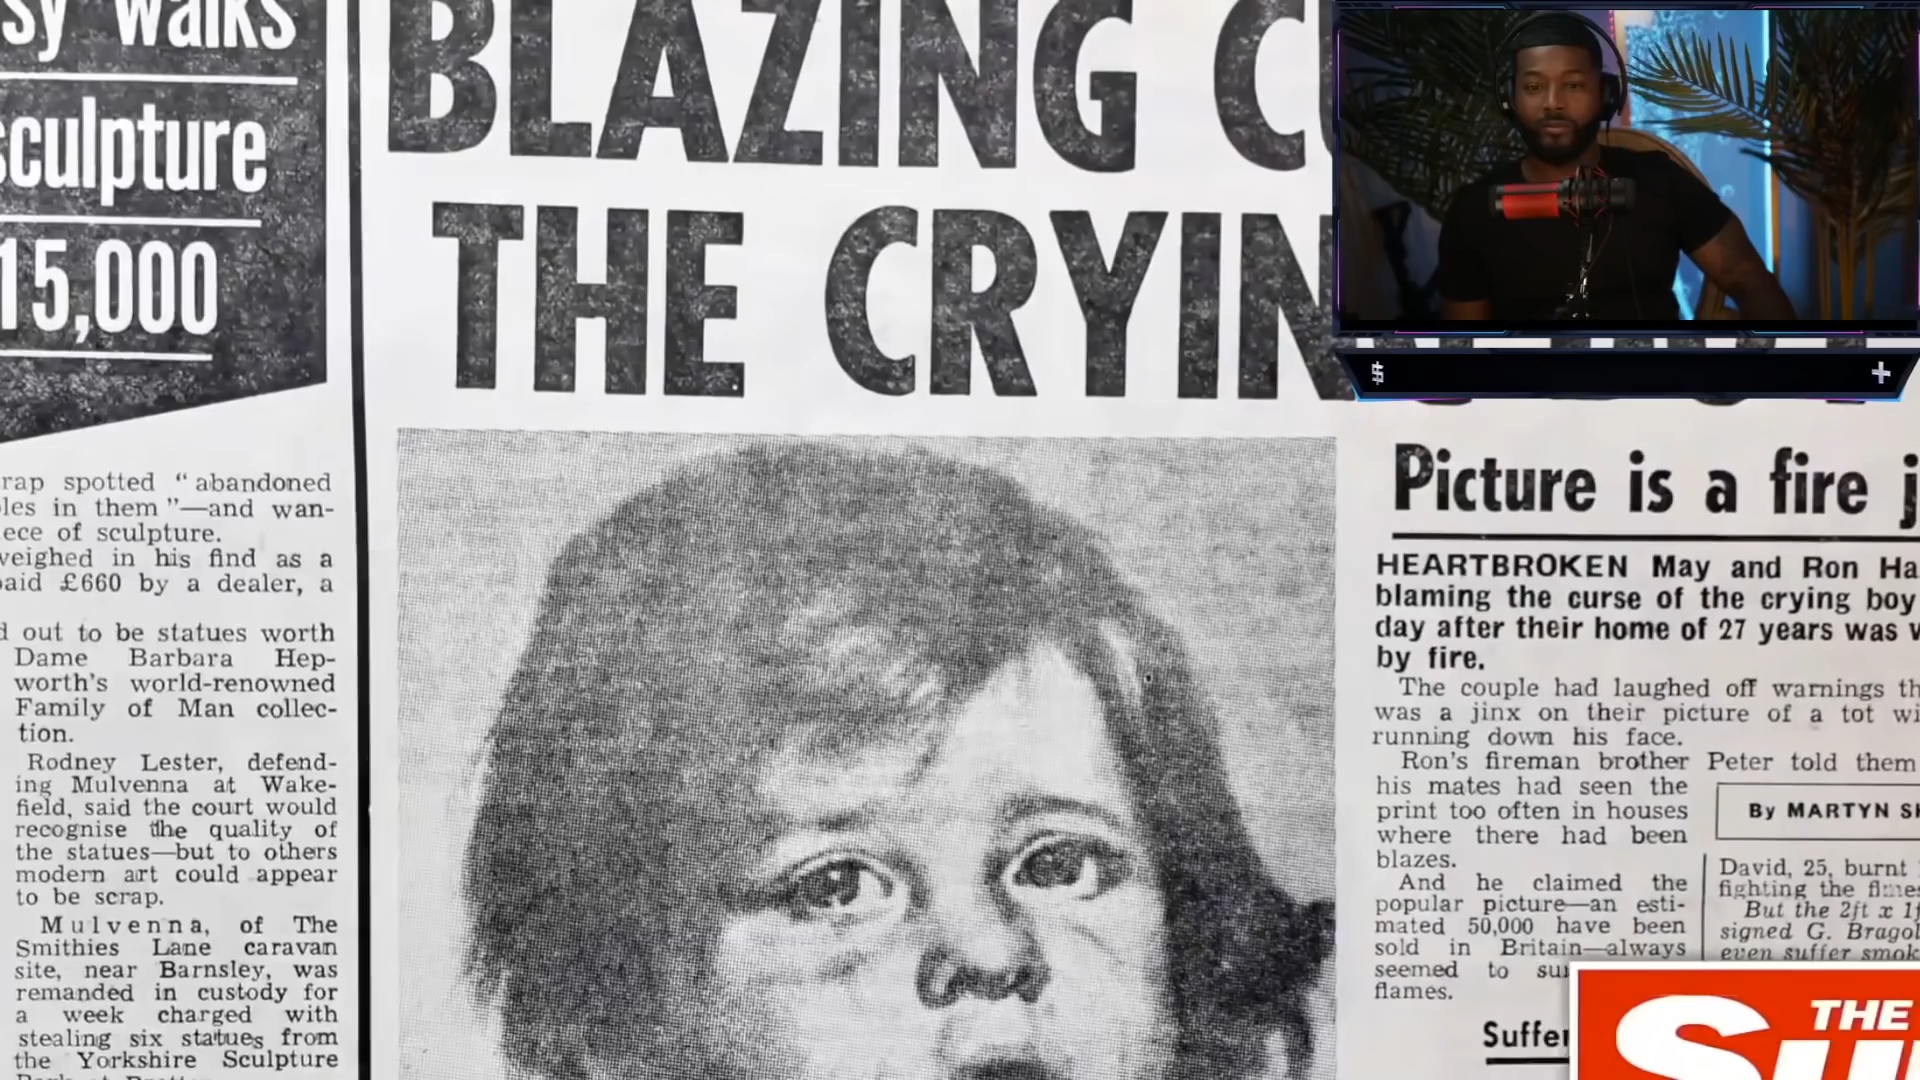 sy walks
sculpture
15,000
rap spotted "abandoned
les in them"—and wan-
ece of sculpture.
weighed in his find as a
paid £660 by a dealer, a
d out to be statues worth
Dame Barbara Hep-
worth's world-renowned
Family of Man collec-
tion.
Rodney Lester, defend-
ing Mulvenna at Wake-
field, said the court would
recognise the quality of
the statues—but to others
modern art could appear
to be scrap.
Mulvenna, of The
Smithies Lane caravan
site, near Barnsley, was
remanded in custody for
a week charged with
stealing six statues from
the Yorkshire Sculpture
BLAZING CU
THE CRYIN
Picture is a fire j
HEARTBROKEN May and Ron Ha
blaming the curse of the crying boy
day after their home of 27 years was w
by fire.
The couple had laughed off warnings th
was a jinx on their picture of a tot wi
running down his face.
Ron's fireman brother Peter told them
his mates had seen the
print too often in houses
where there had been
blazes.
And he claimed the
popular picture—an esti-
mated 50,000 have been
sold in Britain—always
seemed to su
flames.
Suffer
By MARTYN SH
David, 25, burnt
fighting the
But the 2ft x 1f
signed G. Bragol
even suffer smok
$ +
THE
SU